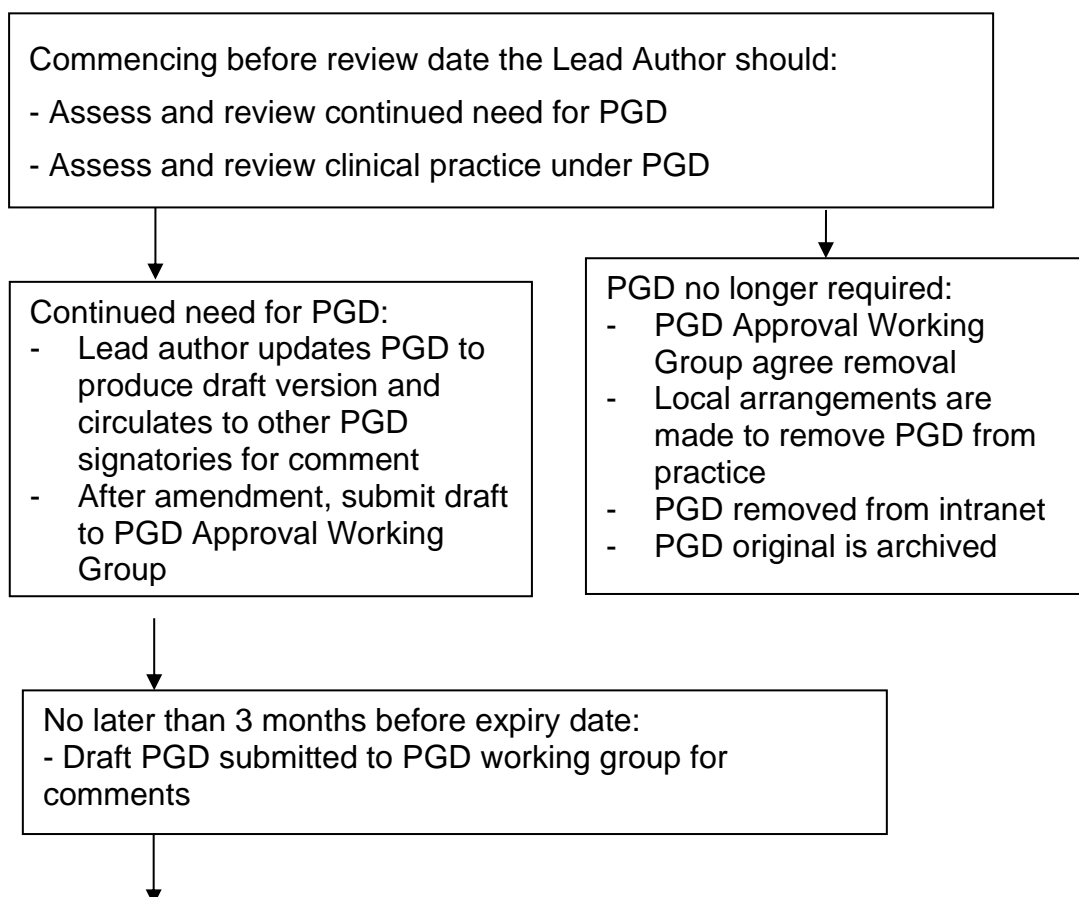 Commencing before review date the Lead Author should:
- Assess and review continued need for PGD
- Assess and review clinical practice under PGD
Continued need for PGD:
- Lead author updates PGD to
produce draft version and
circulates to other PGD
signatories for comment
- After amendment, submit draft
to PGD Approval Working
Group
PGD no longer required:
- PGD Approval Working
Group agree removal
- Local arrangements are
made to remove PGD from
practice
- PGD removed from intranet
- PGD original is archived
No later than 3 months before expiry date:
- Draft PGD submitted to PGD working group for
comments